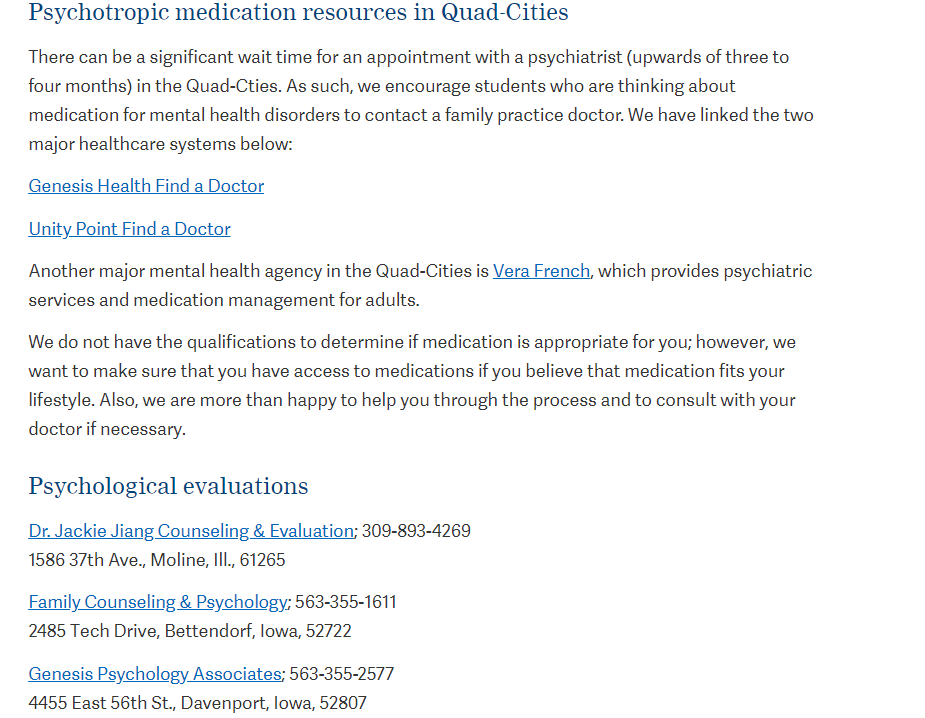 Psychotropic medication resources in Quad-Cities
There can be a significant wait time for an appointment with a psychiatrist (upwards of three to
four months) in the Quad-Cties. As such, we encourage students who are thinking about
medication for mental health disorders to contact a family practice doctor. We have linked the two
major healthcare systems below:
Genesis Health Find a Doctor
Unity Point Find a Doctor
Another major mental health agency in the Quad-Cities is Vera French, which provides psychiatric
services and medication management for adults.
We do not have the qualifications to determine if medication is appropriate for you; however, we
want to make sure that you have access to medications if you believe that medication fits your
lifestyle. Also, we are more than happy to help you through the process and to consult with your
doctor if necessary.
Psychological evaluations
Dr. Jackie Jiang Counseling & Evaluation; 309-893-4269
1586 37th Ave., Moline, Ill., 61265
Family Counseling & Psychology; 563-355-1611
2485 Tech Drive, Bettendorf, Iowa, 52722
Genesis Psychology Associates; 563-355-2577
4455 East 56th St., Davenport, Iowa, 52807